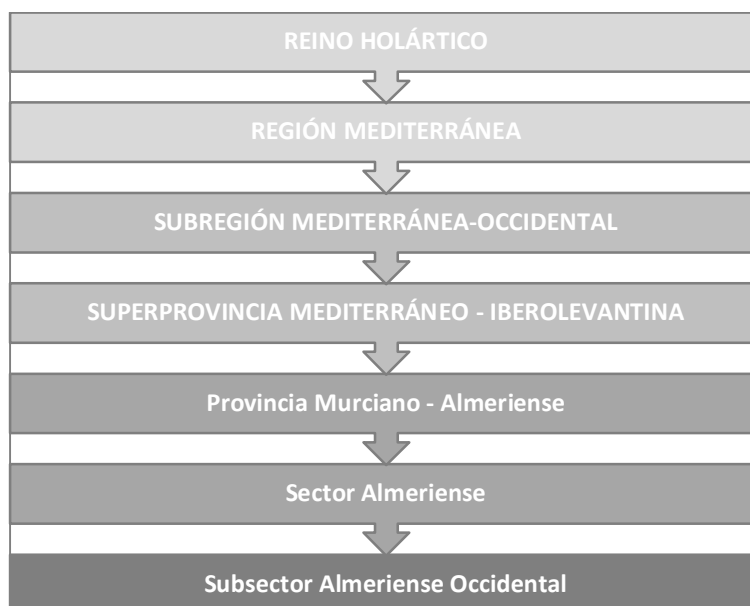 REINO HOLÁRTICO
REGIÓN MEDITERRÁNEA
SUBREGIÓN MEDITERRÁNEA-OCCIDENTAL
SUPERPROVINCIA MEDITERRÁNEO - IBEROLEVANTINA
Provincia Murciano - Almeriense
Sector Almeriense
Subsector Almeriense Occidental